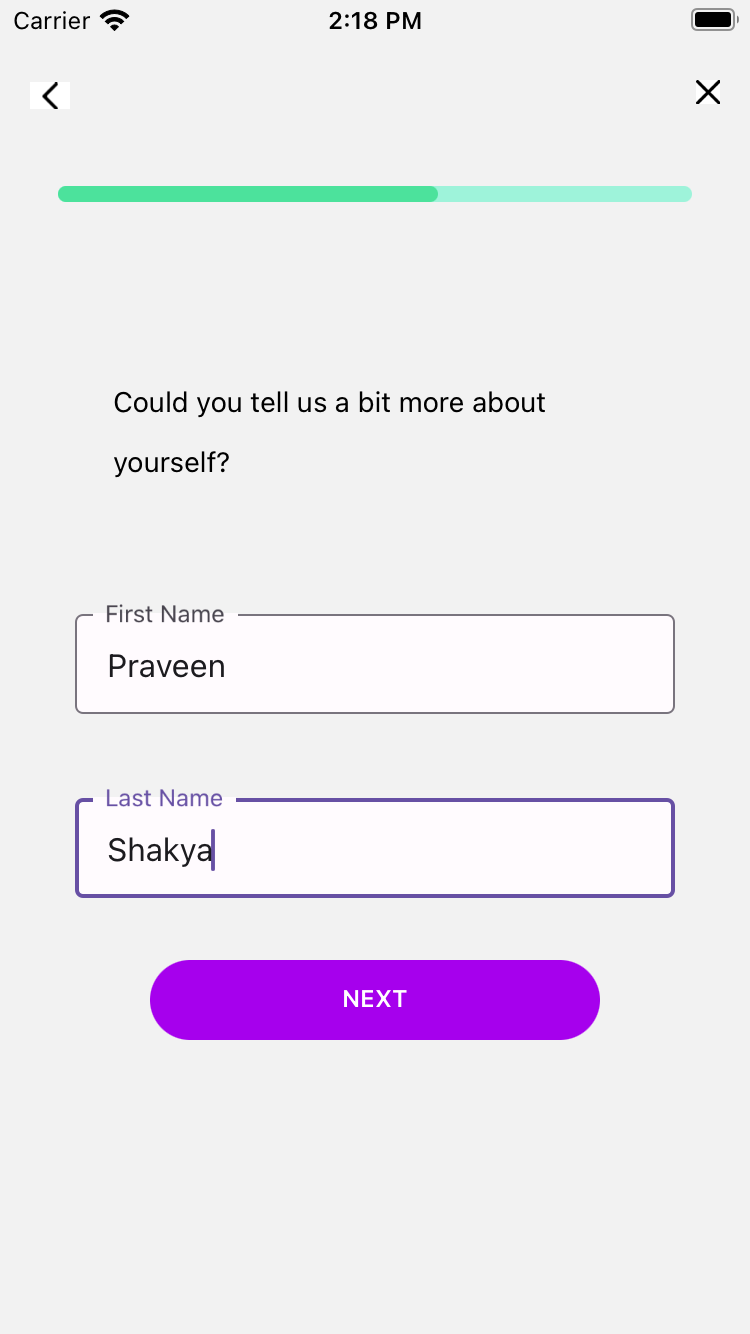 Carrier 2:18 PM
Could you tell us a bit more about
yourself?
First Name
Praveen
Last Name
Shakya
NEXT